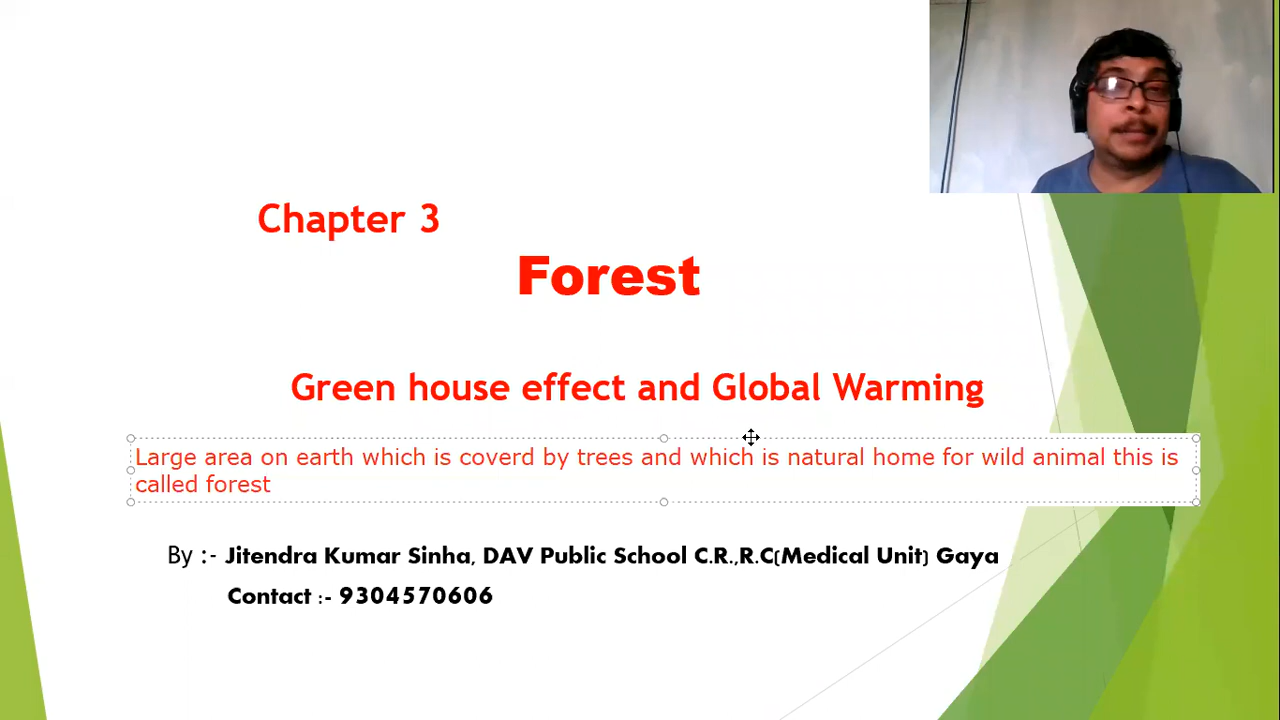 Chapter 3
Forest
Green house effect and Global Warming
Large area on earth which is coverd by trees and which is natural home for wild animal this is
called forest
By :- Jitendra Kumar Sinha, DAV Public School C.R.,R.C(Medical Unit) Gaya
Contact :- 9304570606